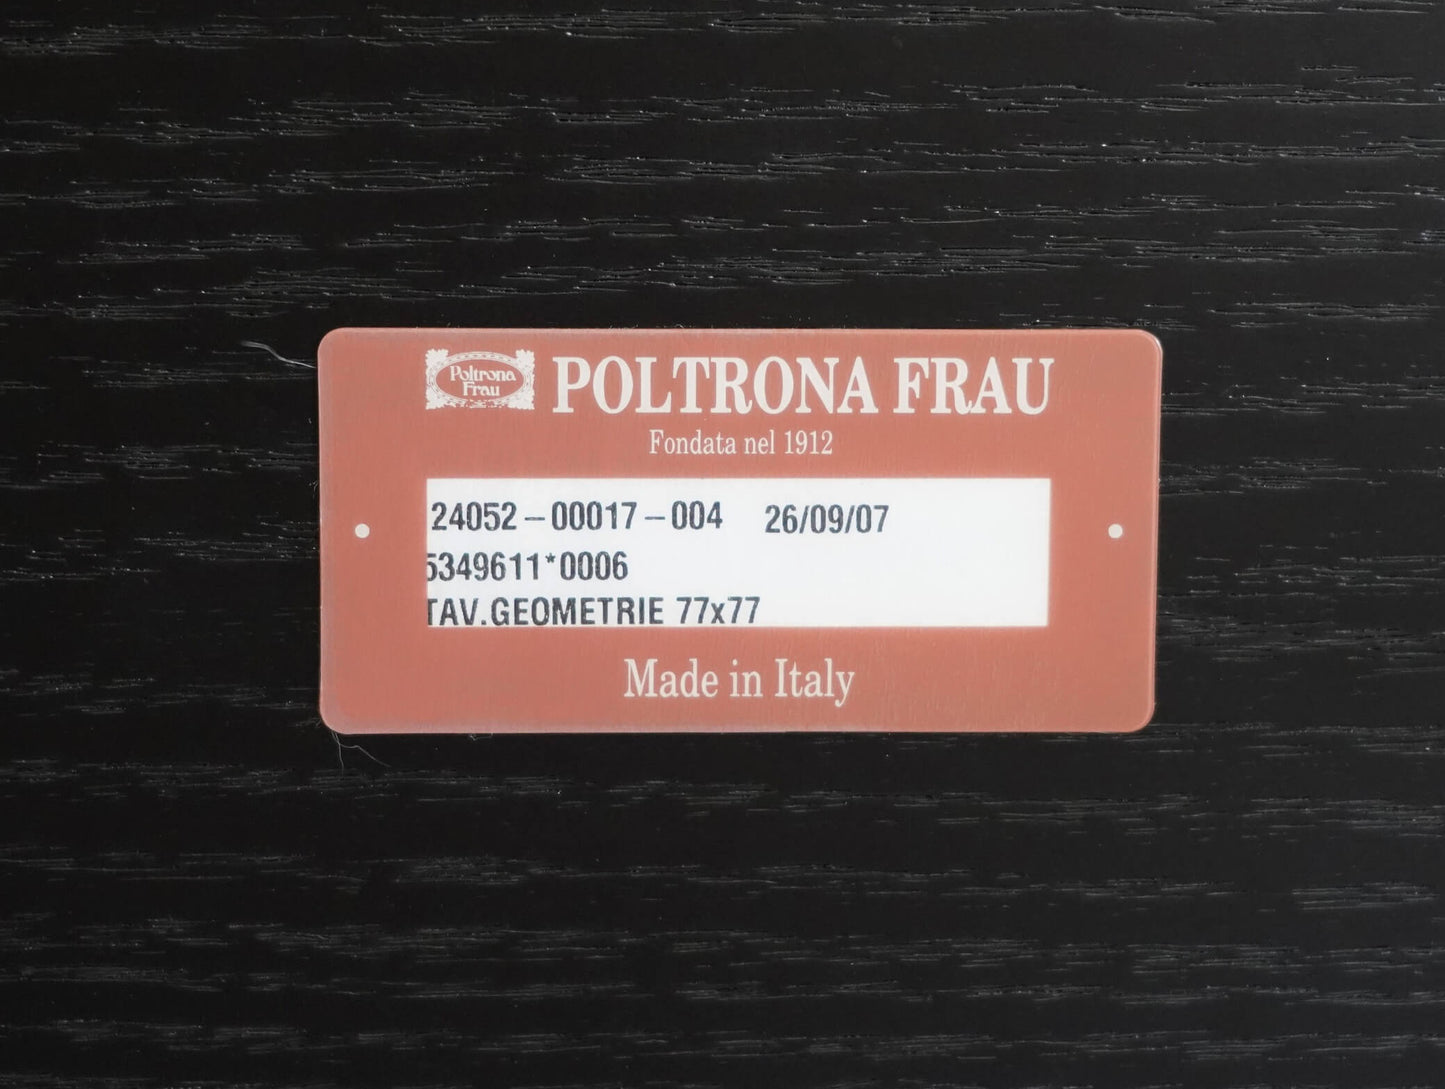 Poltrona
Frau
POLTRONA FRAU
Fondata nel 1912
24052-00017-004 26/09/07
5349611*0006
TAV.GEOMETRIE 77x77
Made in Italy